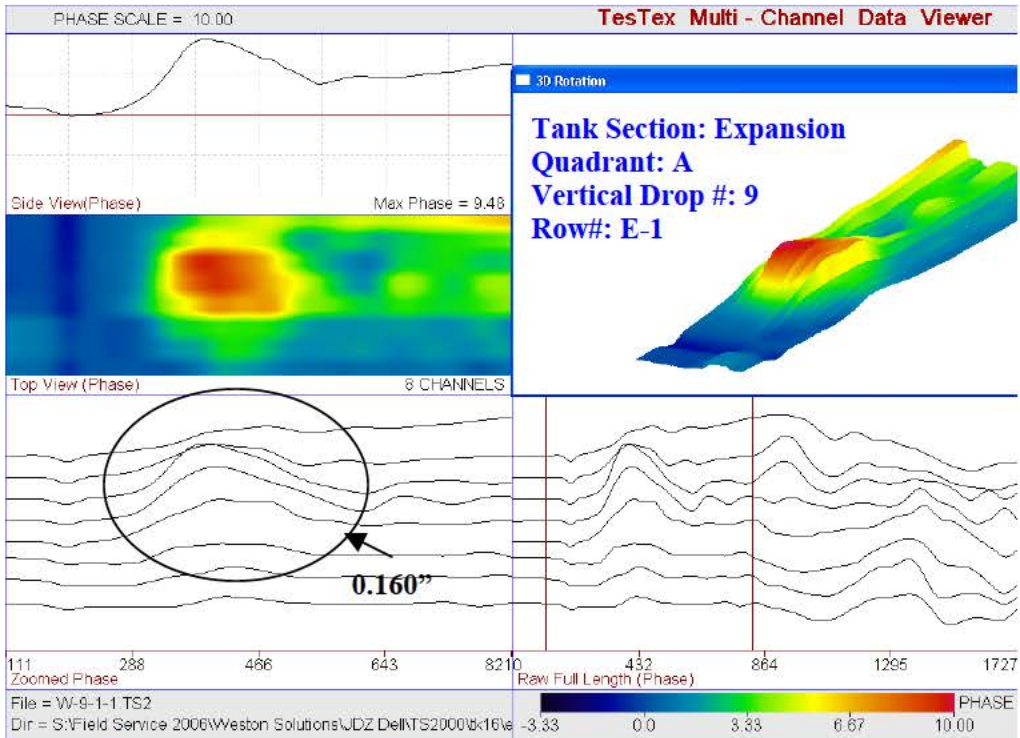 PHASE SCALE = 10.00
TesTex Multi - Channel Data Viewer
3D Rotation
Tank Section: Expansion
Quadrant: A
Vertical Drop #: 9
Row#: E-1
Side View(Phase)
Max Phase = 9.48
Top View (Phase)
8 CHANNELS
0.160”
111 288 466 643 821
0 432 864 1295 1727
Zoomed Phase
Raw Full Length (Phase)
File = W-9-1-1.TS2
Dir = S:\Field Service 2006\Weston Solutions\JDZ Dell\TS2000\tk16\e
PHASE
-3.33 0.0 3.33 6.67 10.00